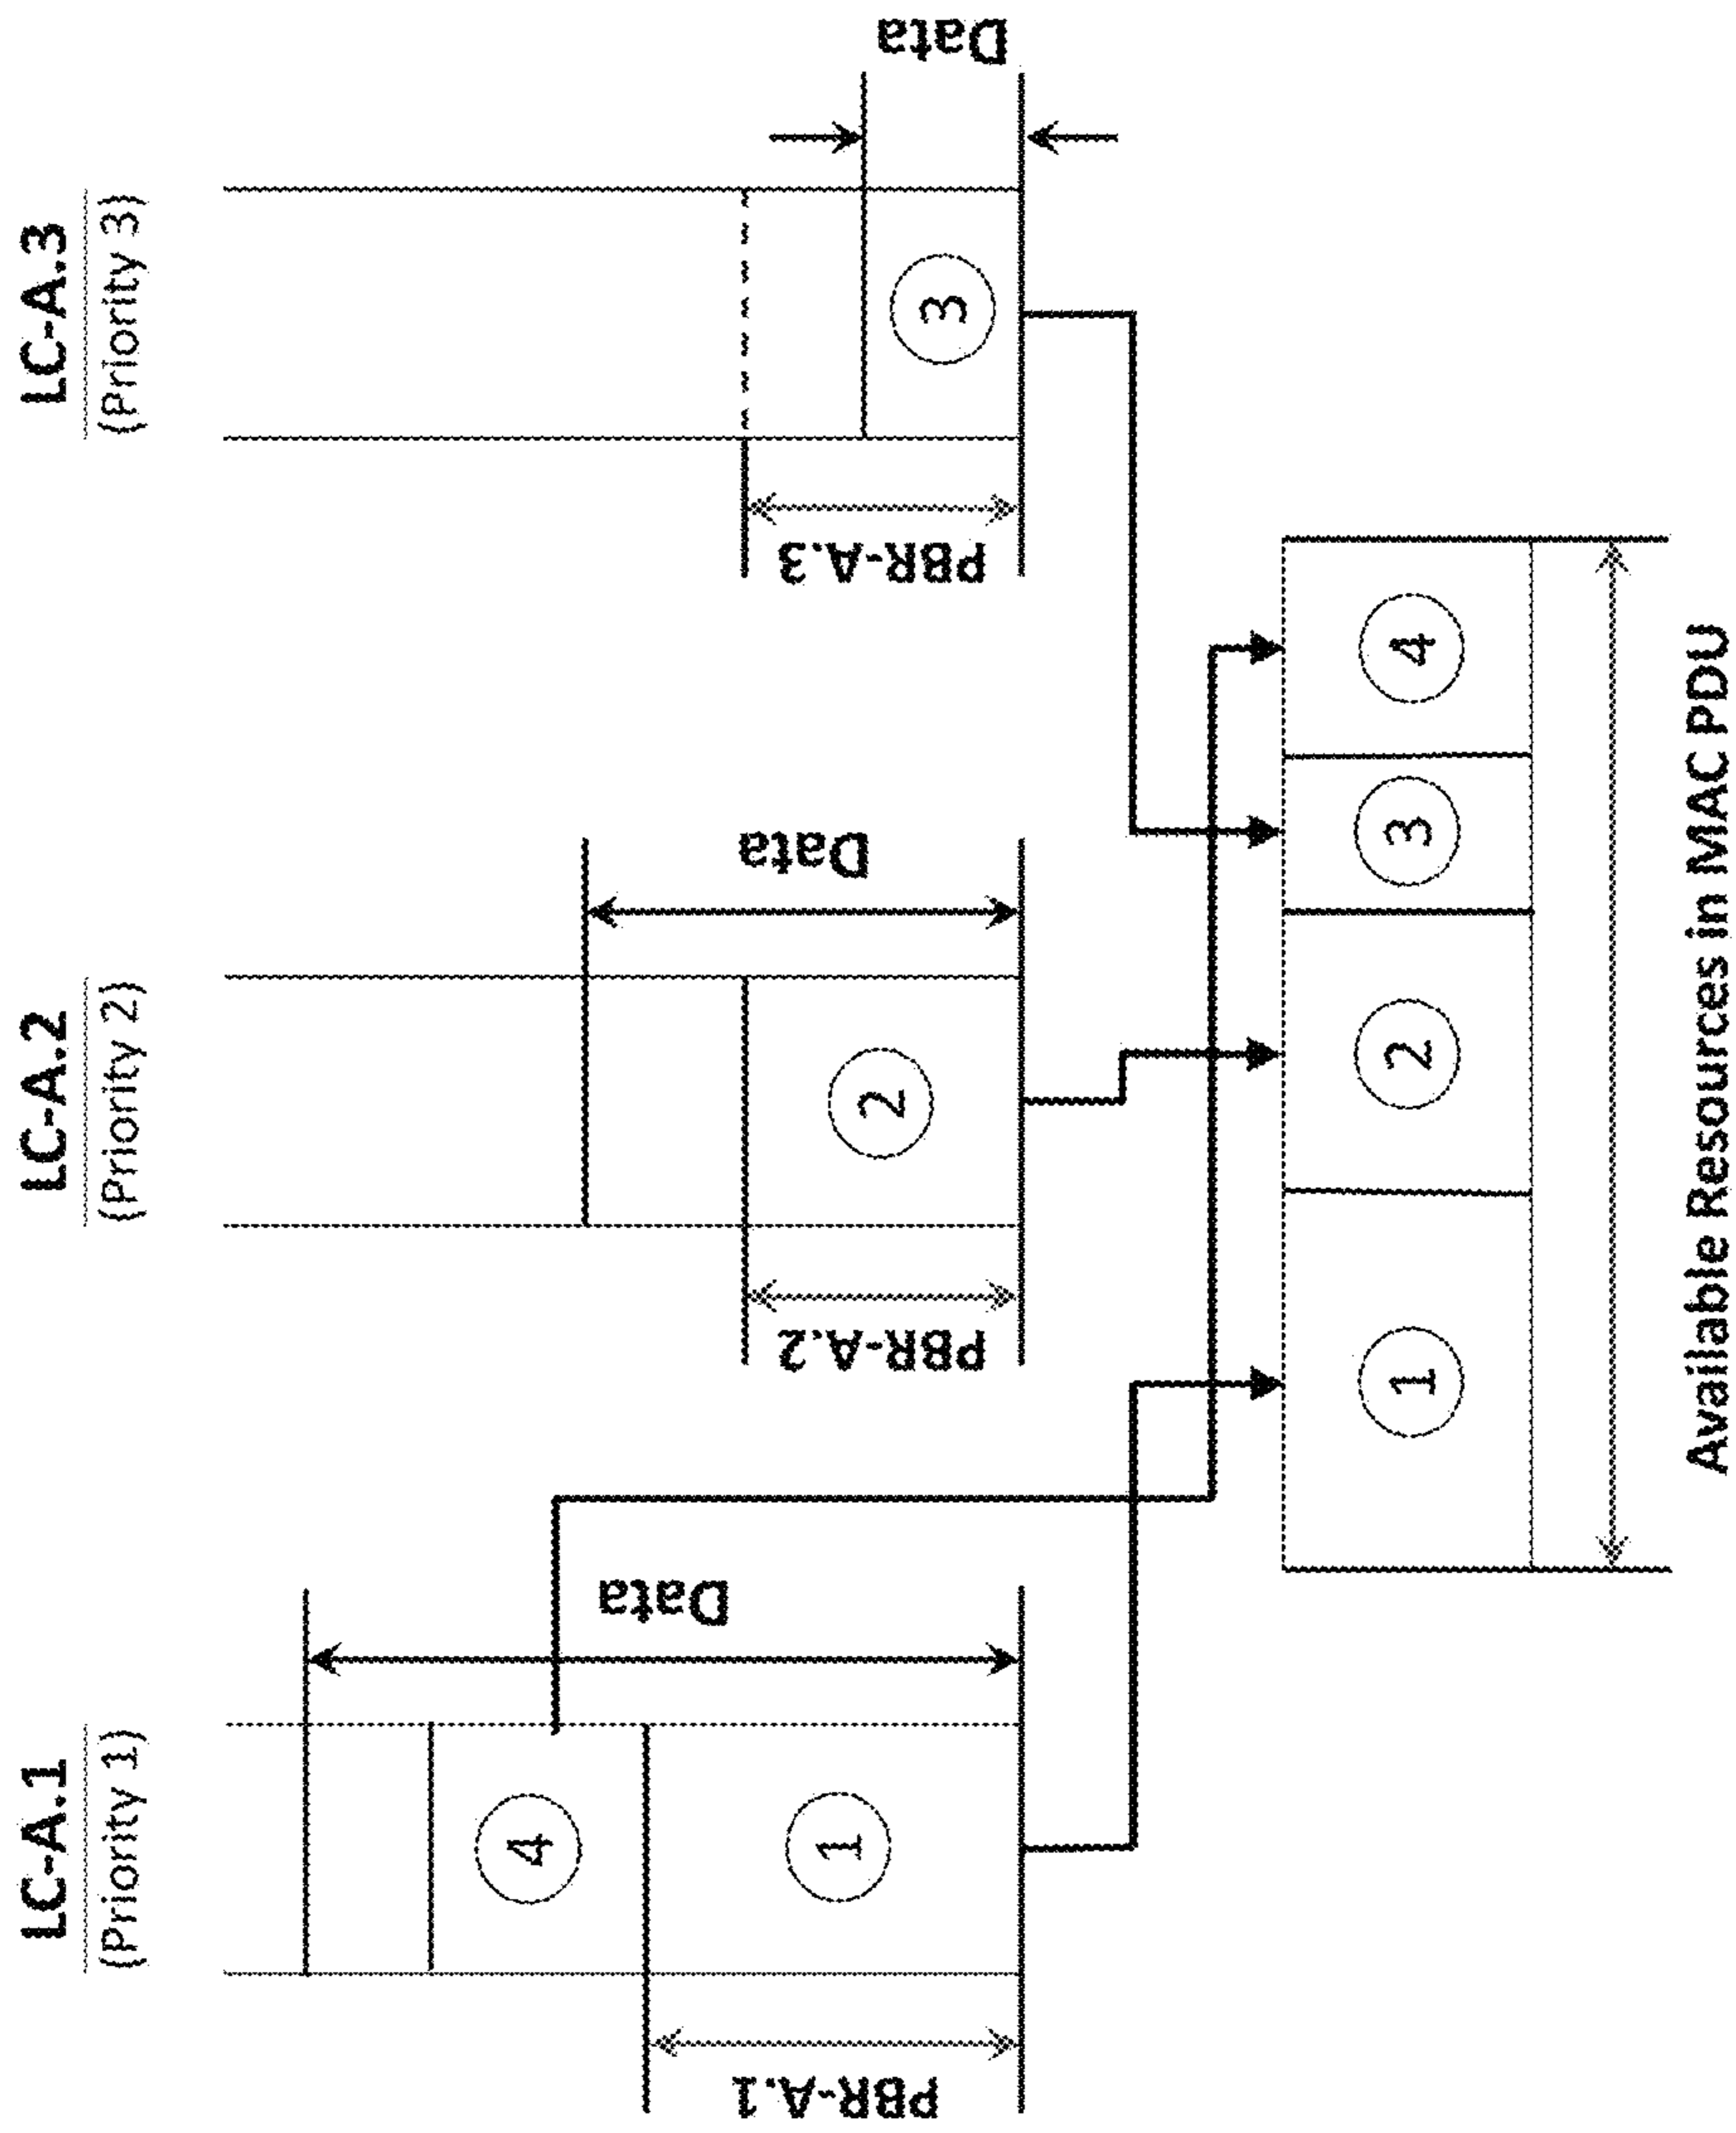 LC-A.1
(Priority 1)
LC-A.2
(Priority 2)
LC-A.3
(Priority 3)
PBR-A.1
4
1
Data
PBR-A.2
2
Data
PBR-A.3
3
Data
1
2
3
4
Available Resources in MAC PDU